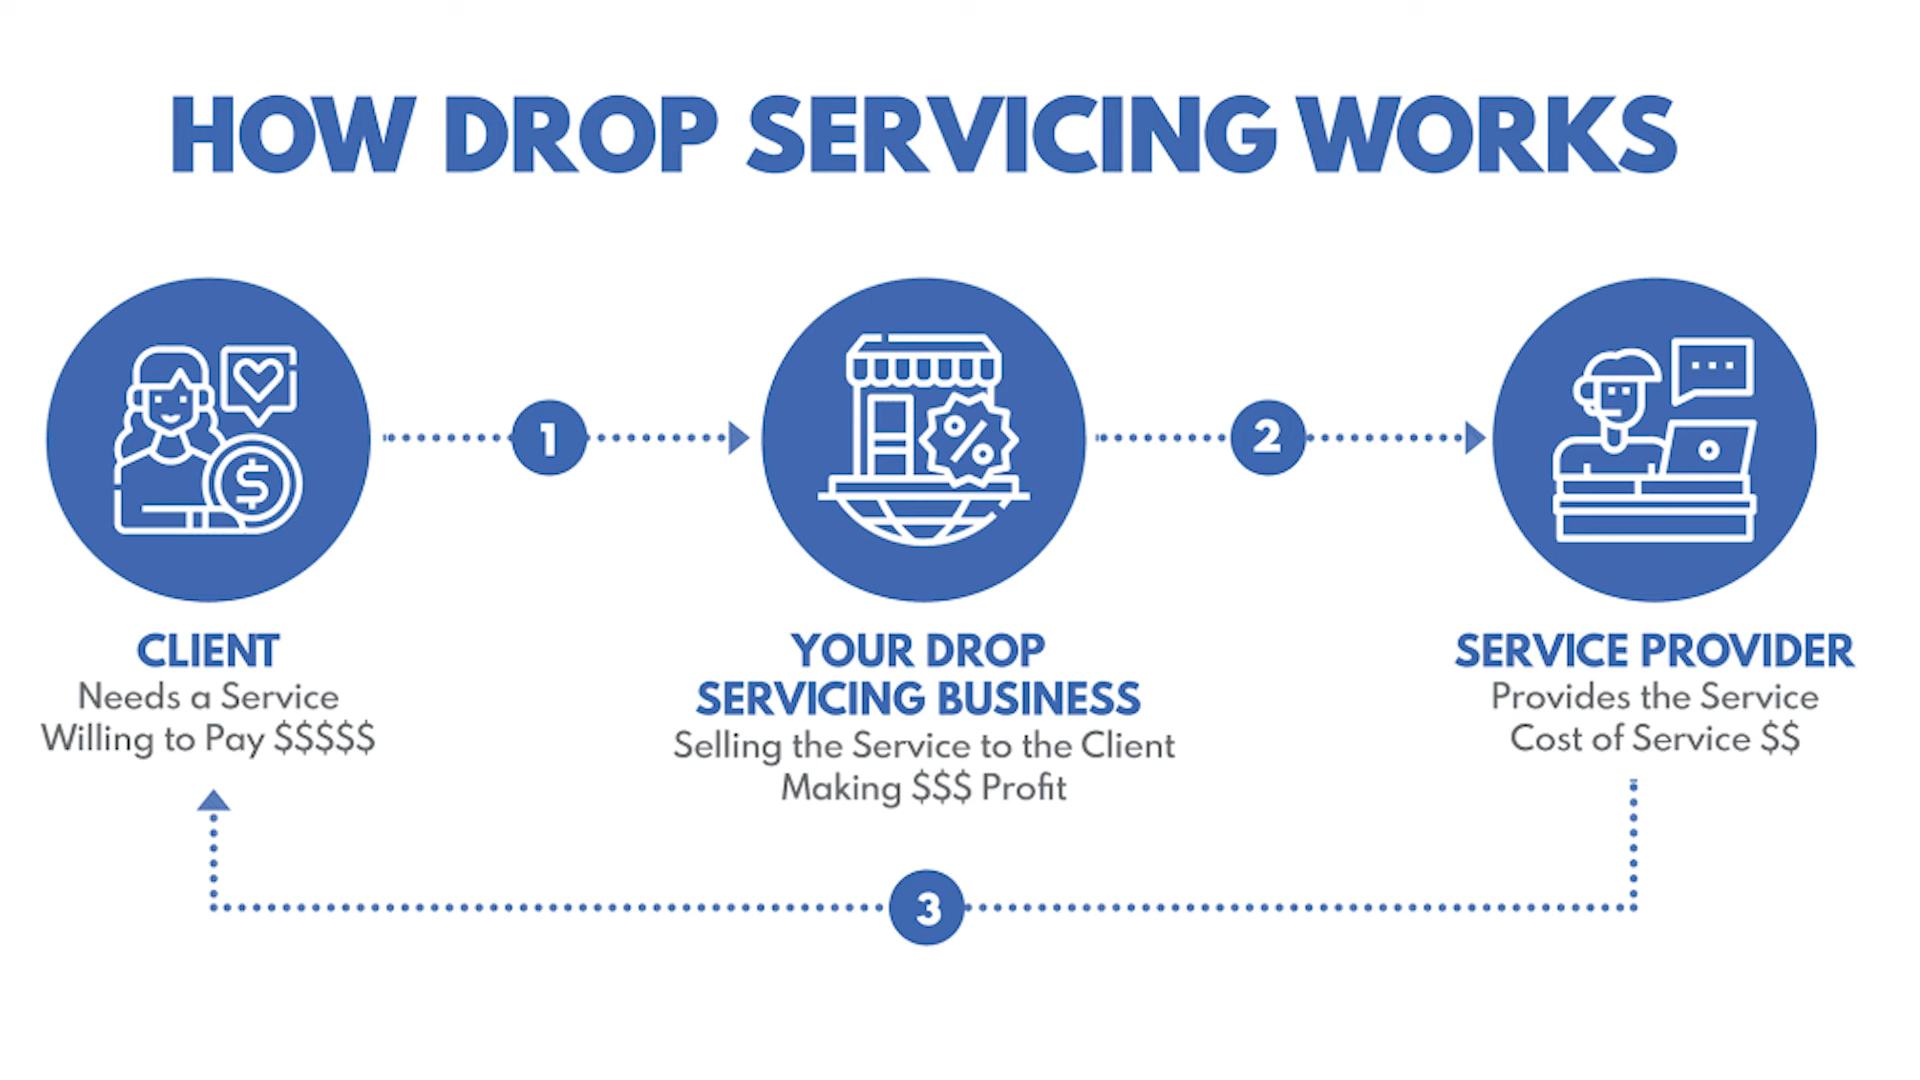 HOW DROP SERVICING WORKS
1
2
CLIENT
Needs a Service
Willing to Pay $$$$$
YOUR DROP
SERVICING BUSINESS
Selling the Service to the Client
Making $$$ Profit
SERVICE PROVIDER
Provides the Service
Cost of Service $$
3